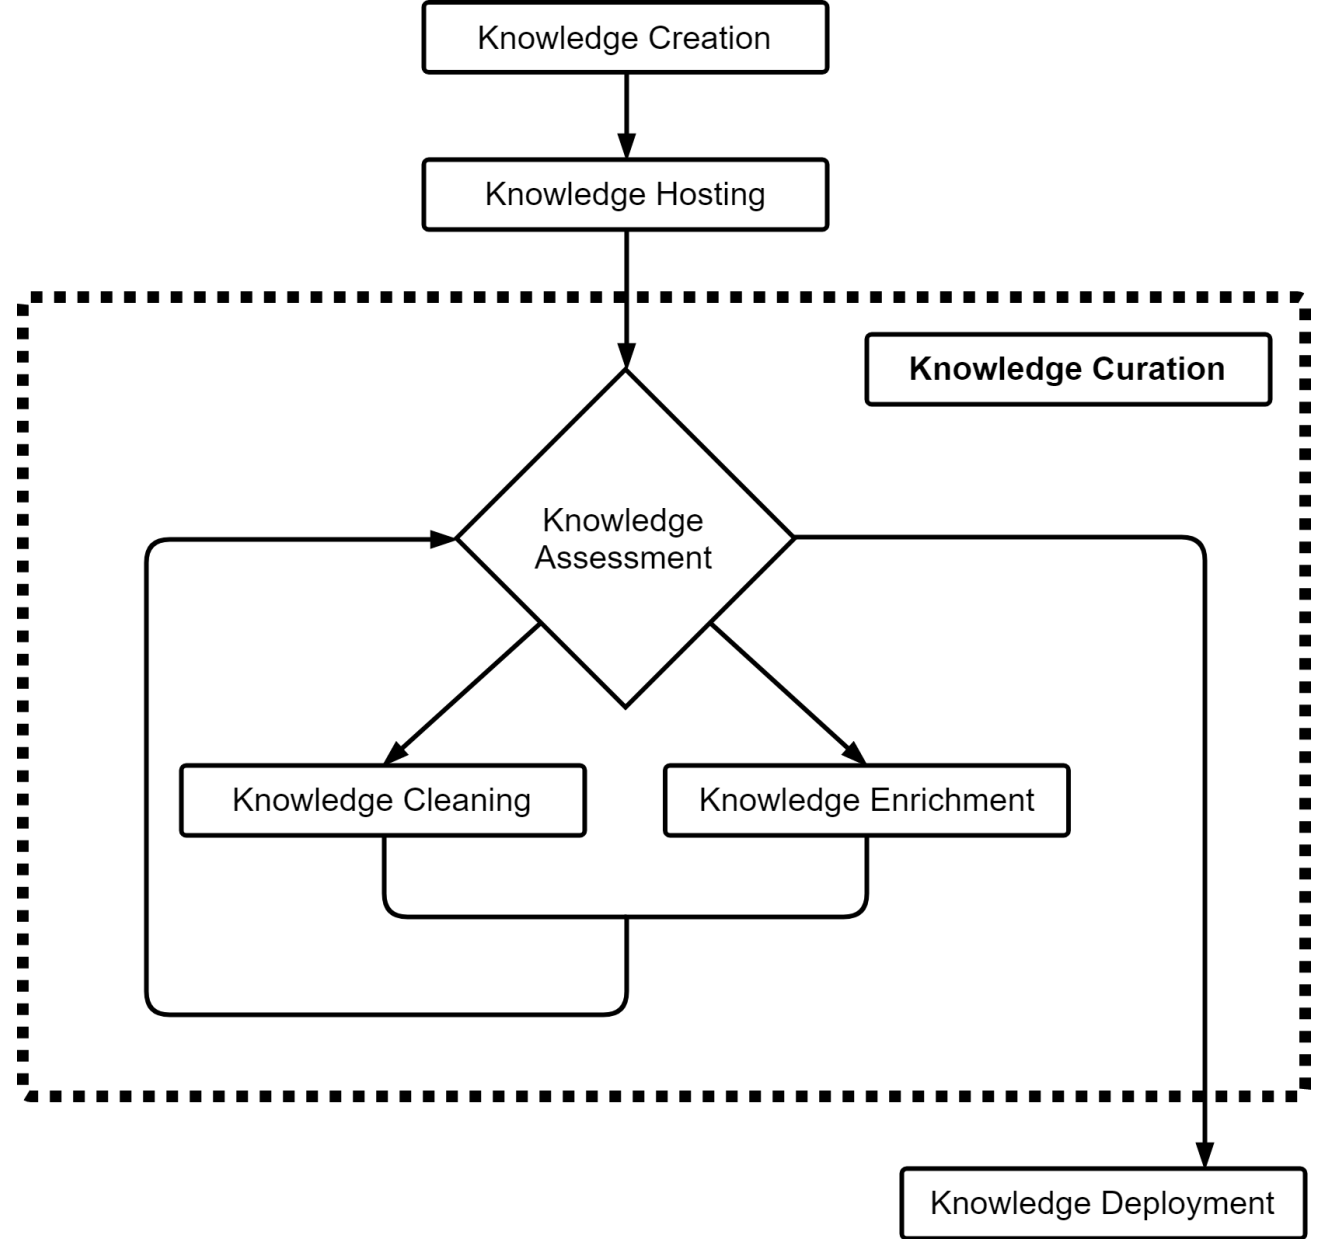 Knowledge Creation
Knowledge Hosting
Knowledge Curation
Knowledge
Assessment
Knowledge Cleaning
Knowledge Enrichment
Knowledge Deployment